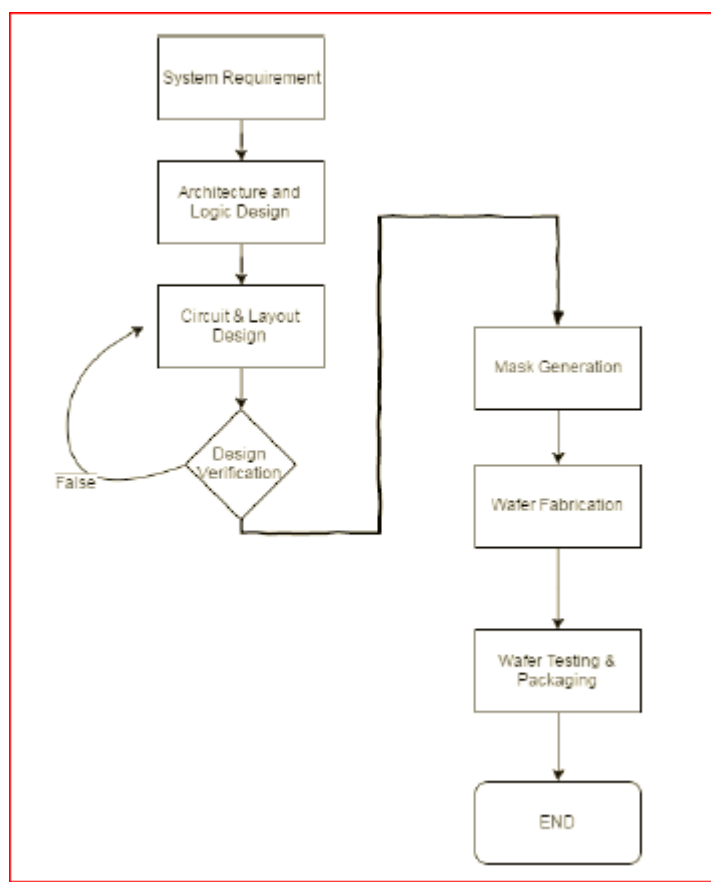 System Requirement
Architecture and
Logic Design
Circuit & Layout
Design
Design
Verification
False
Mask Generation
Wafer Fabrication
Wafer Testing &
Packaging
END